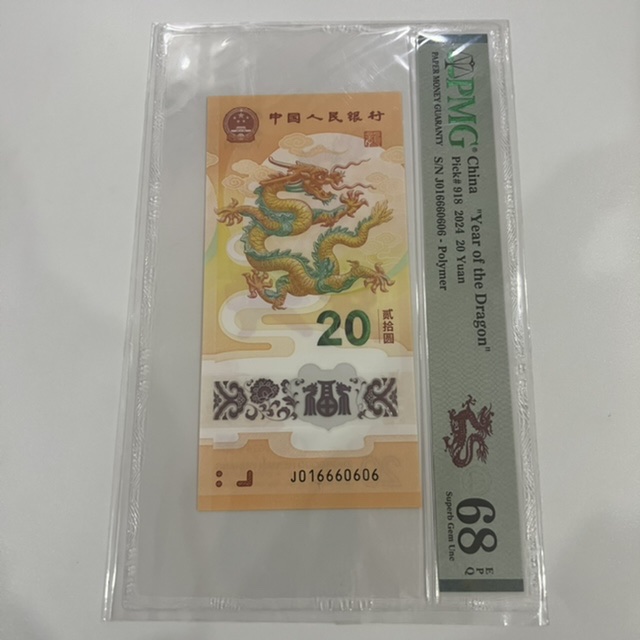 中国人民银行
20
贰拾圆
J016660606
PMG
PAPER MONEY GUARANTY
China "Year of the Dragon"
Pick# 918 2024 20 Yuan
S/N J016660606 - Polymer
68
EPQ
Superb Gem Unc